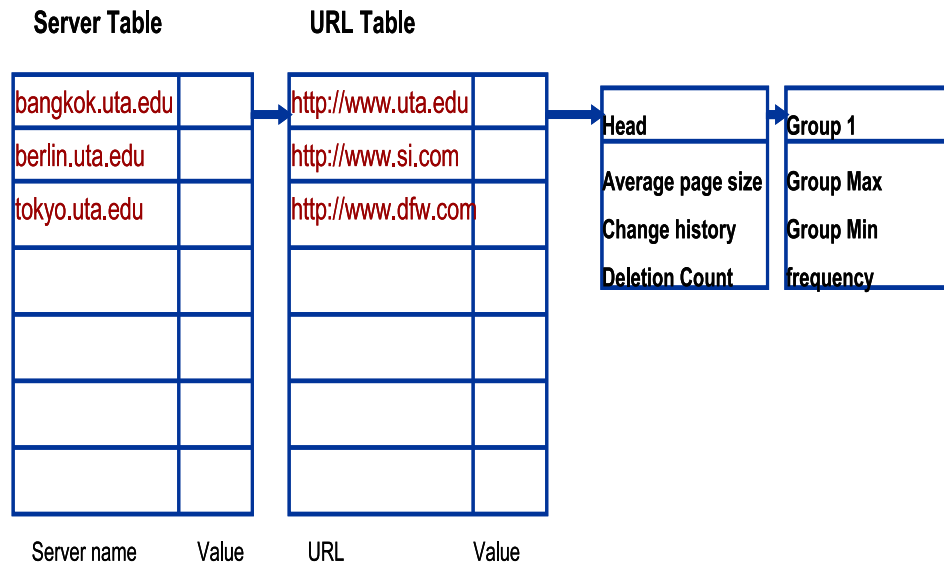 Server Table
URL Table
bangkok.uta.edu
berlin.uta.edu
tokyo.uta.edu
http://www.uta.edu
http://www.si.com
http://www.dfw.com
Head
Average page size
Change history
Deletion Count
Group 1
Group Max
Group Min
frequency
Server name
Value
URL
Value